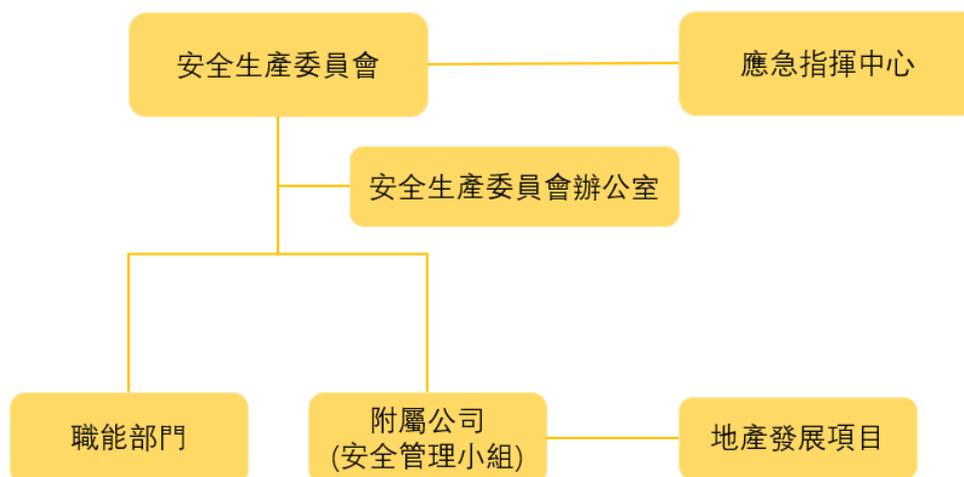 安全生產委員會
應急指揮中心
安全生產委員會辦公室
職能部門
附屬公司
(安全管理小組)
地產發展項目